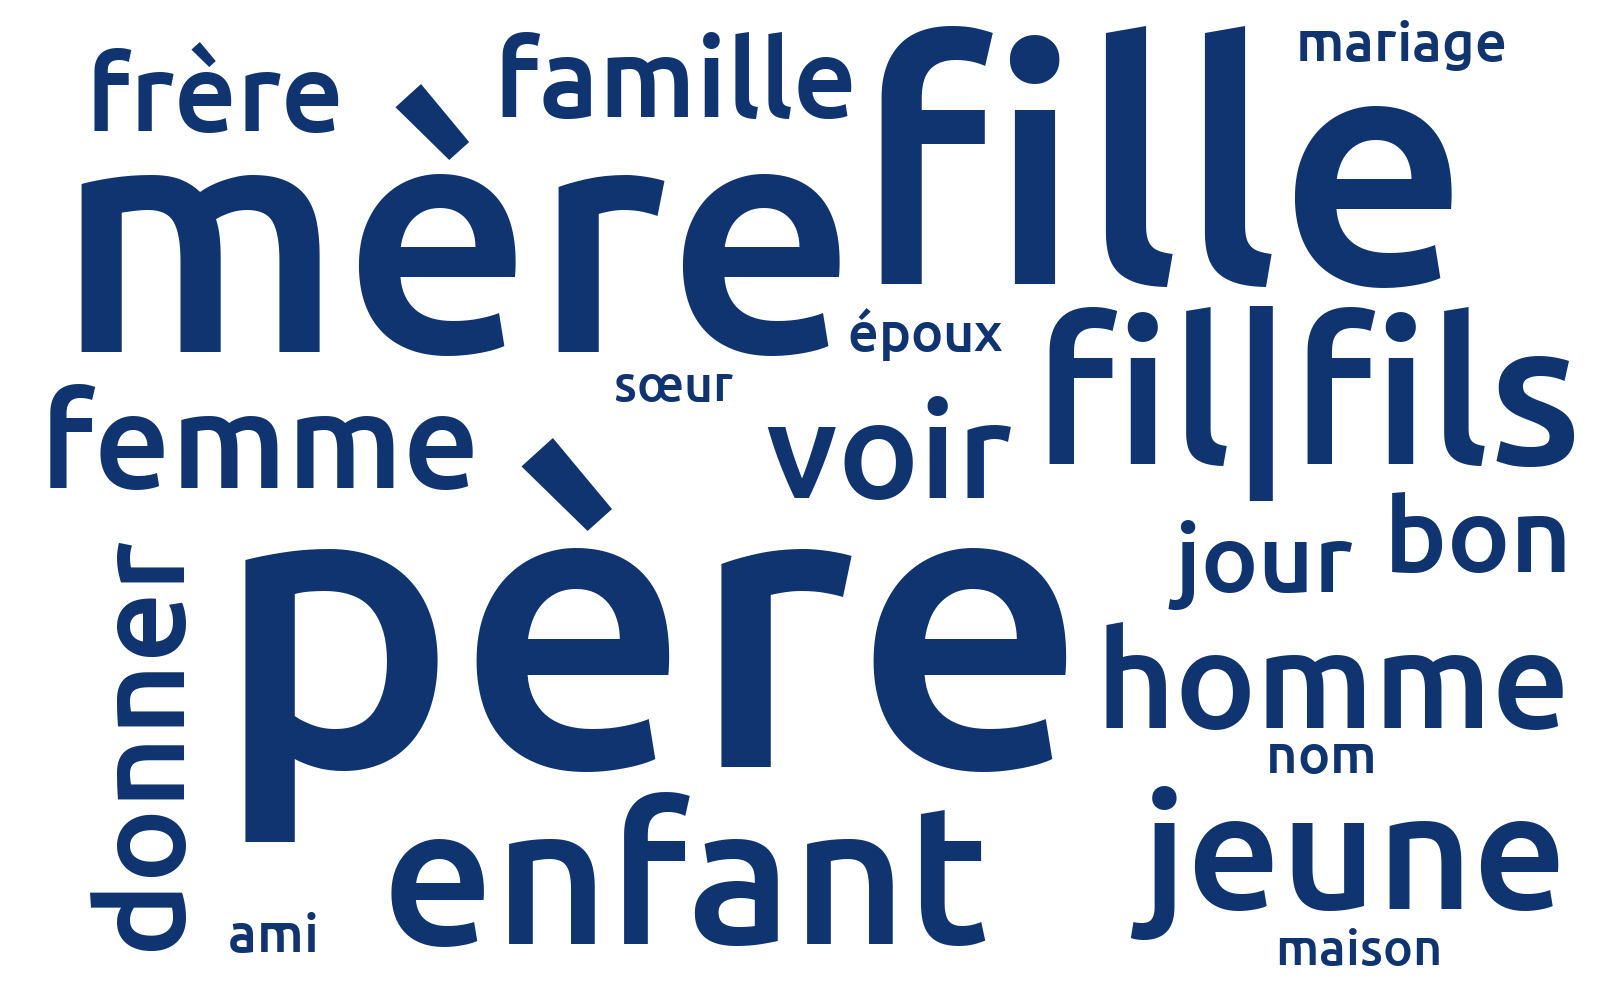 mariage
frère
famille
fille
mère
époux
sœur
fil|fils
femme
voir
bon
jour
père
donner
homme
nom
enfant
jeune
ami
maison